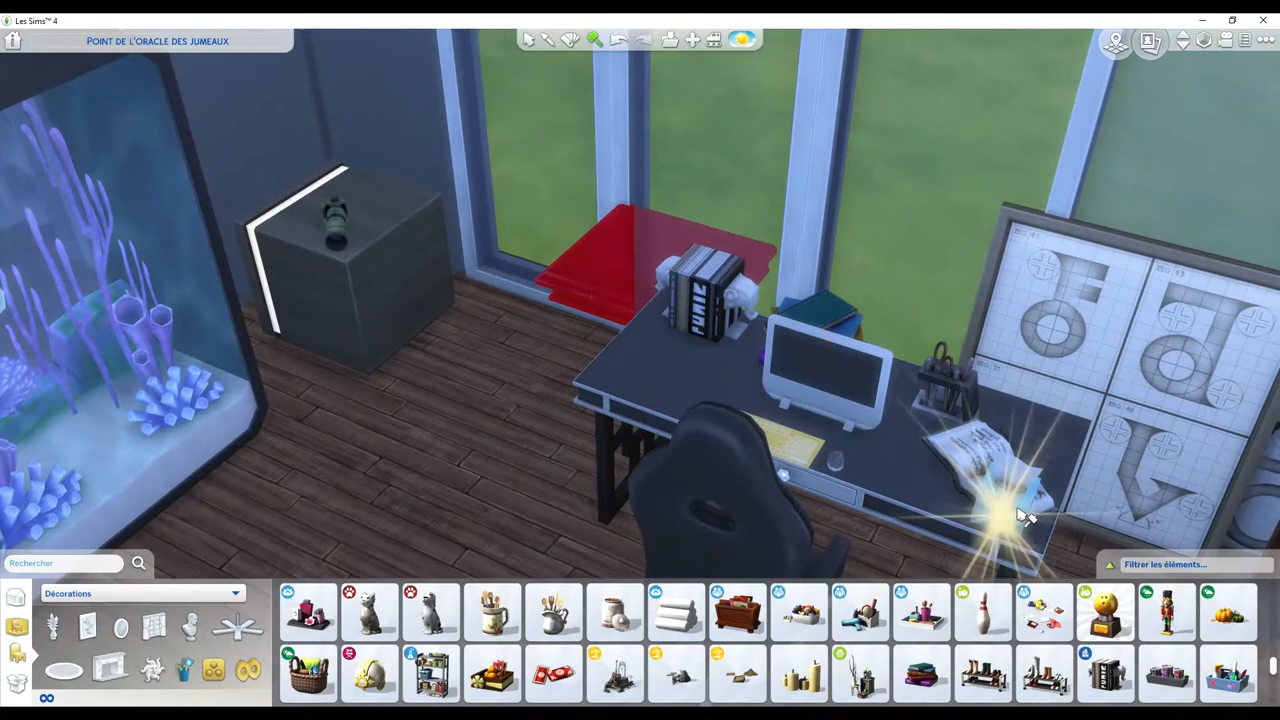 Les Sims™ 4
POINT DE L'ORACLE DES JUMEAUX
Rechercher
Filtrer les éléments...
Décorations